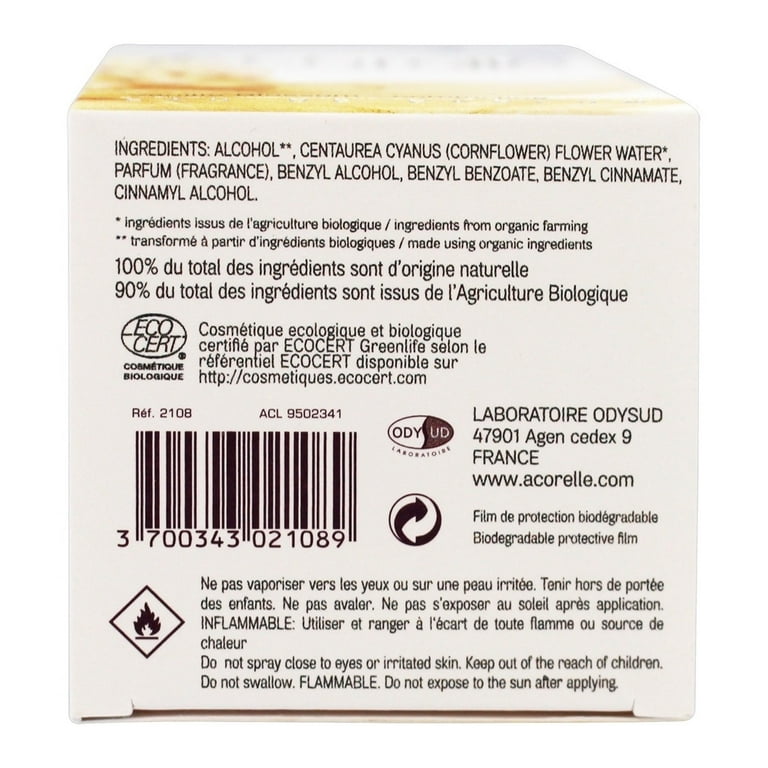 INGREDIENTS: ALCOHOL**, CENTAUREA CYANUS (CORNFLOWER) FLOWER WATER*,
PARFUM (FRAGRANCE), BENZYL ALCOHOL, BENZYL BENZOATE, BENZYL CINNAMATE,
CINNAMYL ALCOHOL.
* ingrédients issus de l'agriculture biologique / ingredients from organic farming
** transformé à partir d'ingrédients biologiques / made using organic ingredients
100% du total des ingrédients sont d'origine naturelle
90% du total des ingrédients sont issus de l'Agriculture Biologique
ECO
CERT
®
COSMÉTIQUE
BIOLOGIQUE
Cosmétique ecologique et biologique
certifié par ECOCERT Greenlife selon le
référentiel ECOCERT disponible sur
http://cosmetiques.ecocert.com
Réf. 2108 ACL 9502341
3 700343 021089
ODYSUD
LABORATOIRE
LABORATOIRE ODYSUD
47901 Agen cedex 9
FRANCE
www.acorelle.com
Film de protection biodégradable
Biodegradable protective film
Ne pas vaporiser vers les yeux ou sur une peau irritée. Tenir hors de portée
des enfants. Ne pas avaler. Ne pas s'exposer au soleil après application.
INFLAMMABLE: Utiliser et ranger à l'écart de toute flamme ou source de
chaleur
Do not spray close to eyes or irritated skin. Keep out of the reach of children.
Do not swallow. FLAMMABLE. Do not expose to the sun after applying.